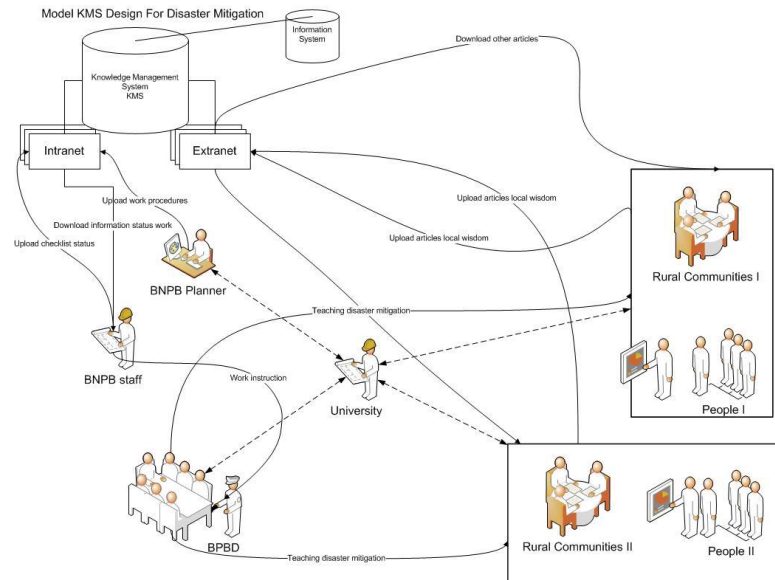 Model KMS Design For Disaster Mitigation
Information
System
Knowledge Management
System
KMS
Download other articles
Intranet
Extranet
Upload work procedures
Upload articles local wisdom
Download information status work
Upload checklist status
Upload articles local wisdom
Rural Communities I
BNPB Planner
Teaching disaster mitigation
BNPB staff
Work instruction
University
People I
BPBD
Rural Communities II
People II
Teaching disaster mitigation